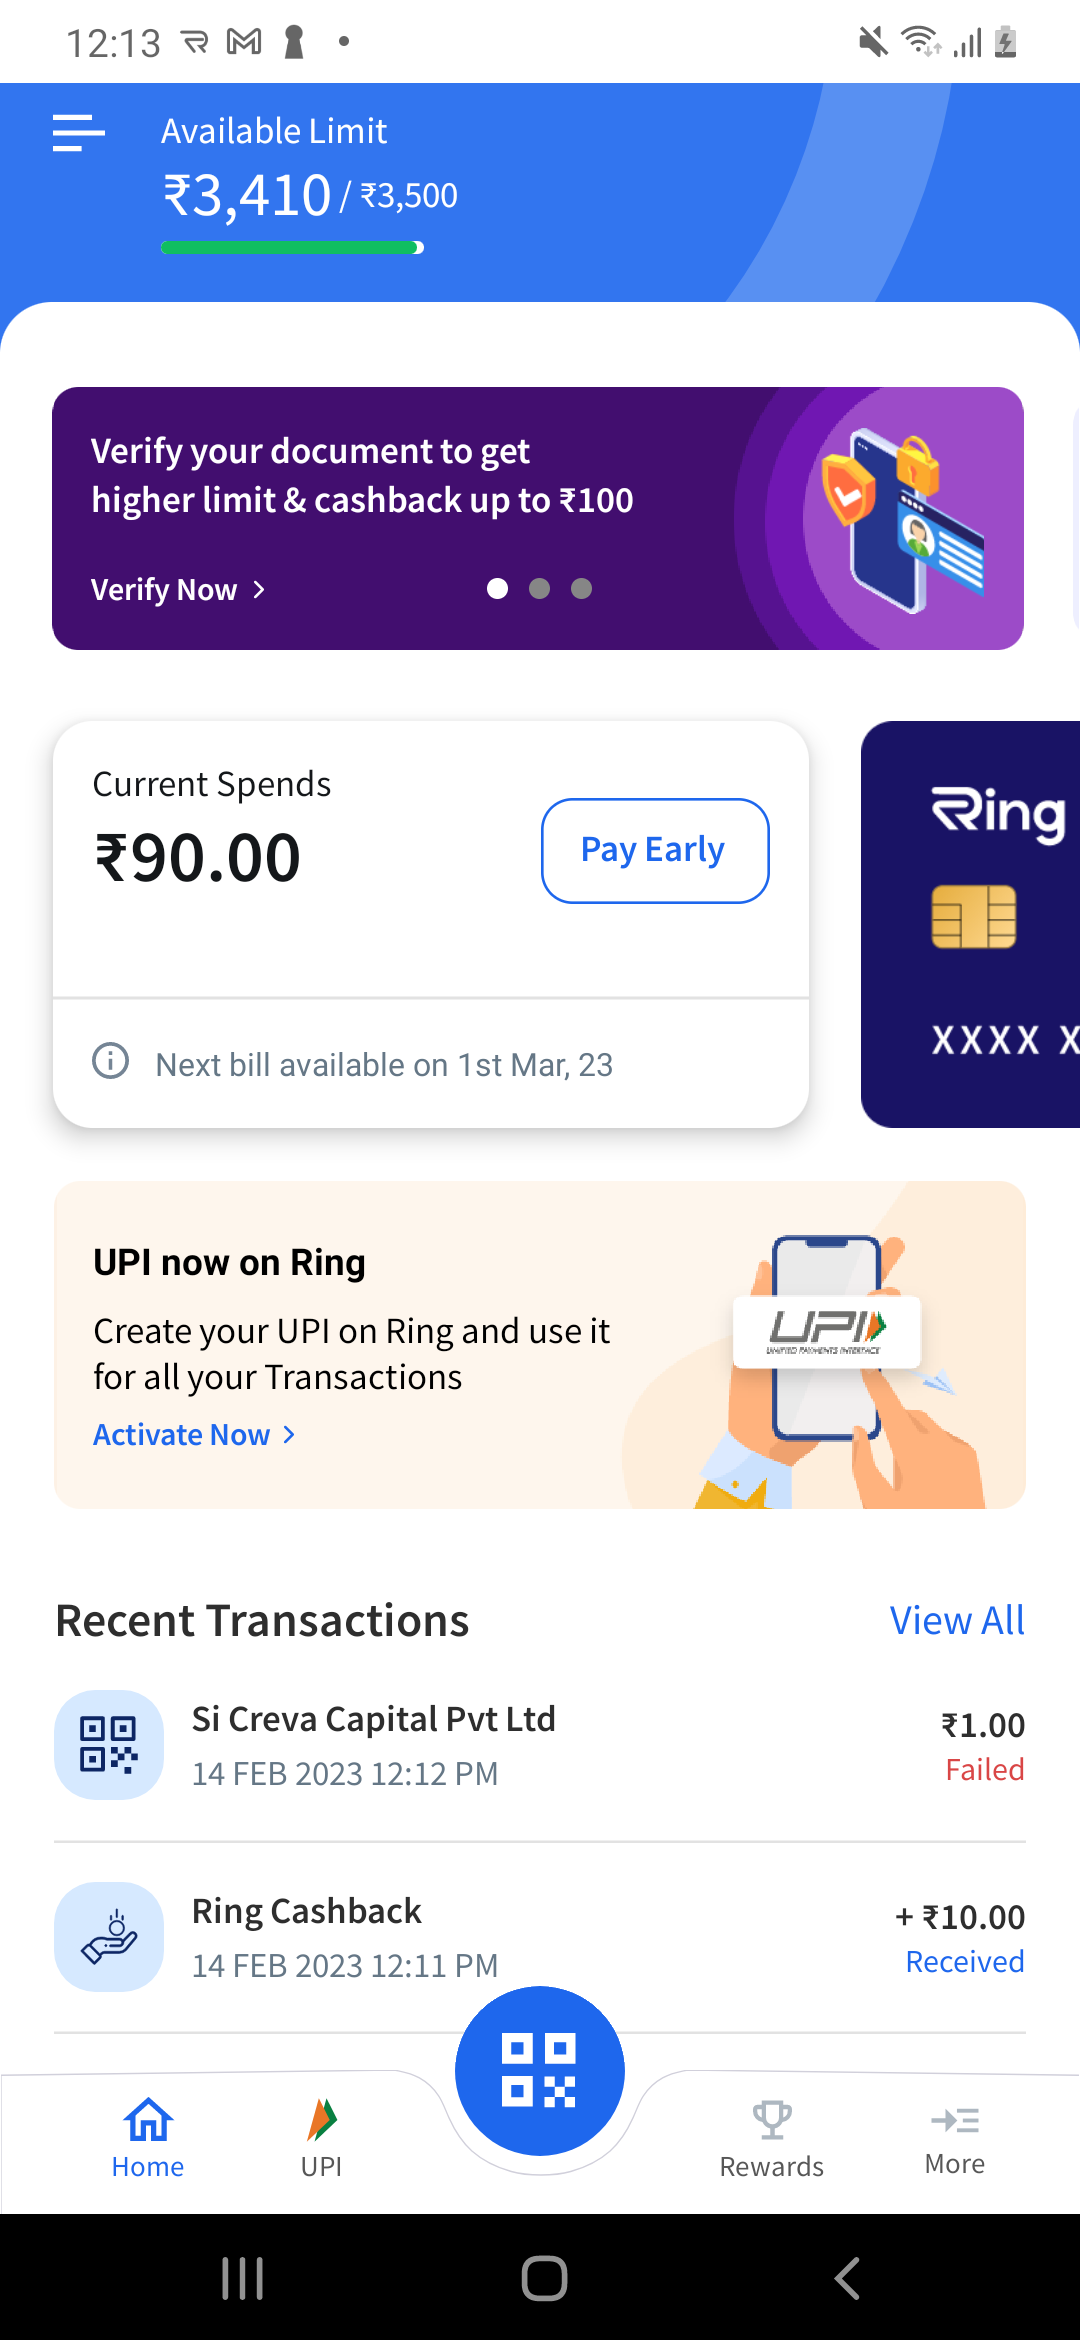 12:13
Available Limit
₹3,410 / ₹3,500
Verify your document to get
higher limit & cashback up to ₹100
Verify Now
Current Spends
₹90.00
Pay Early
Next bill available on 1st Mar, 23
Ring
XXXX X
UPI now on Ring
Create your UPI on Ring and use it
for all your Transactions
Activate Now
UPI
UNIFIED PAYMENTS INTERFACE
Recent Transactions
View All
Si Creva Capital Pvt Ltd
₹1.00
14 FEB 2023 12:12 PM
Failed
Ring Cashback
+ ₹10.00
14 FEB 2023 12:11 PM
Received
Home
UPI
Rewards
More